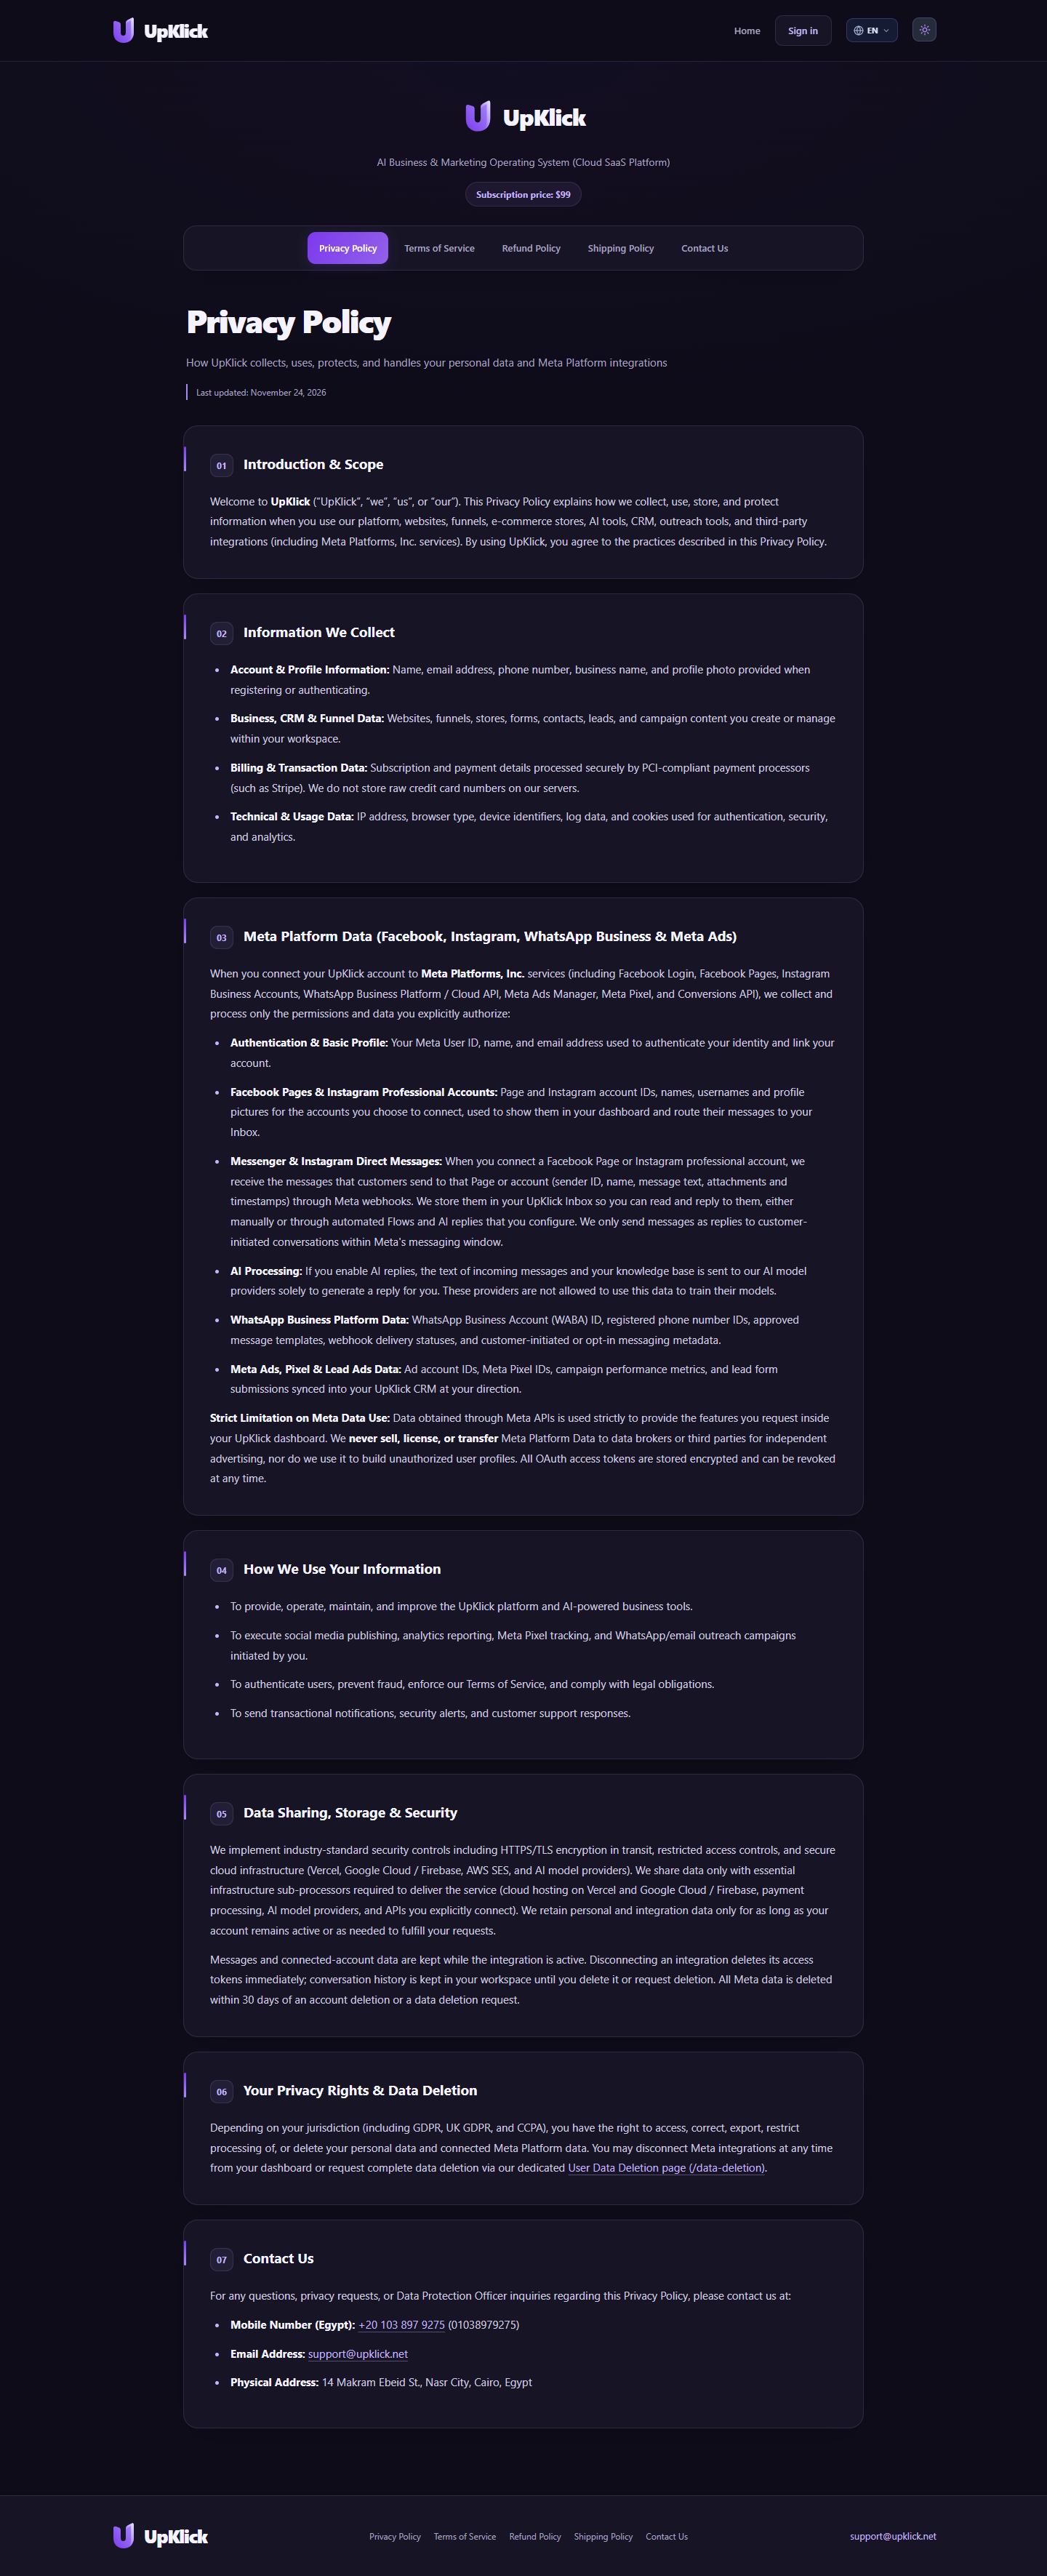 UpKlick
Home
Sign in
EN
UpKlick
AI Business & Marketing Operating System (Cloud SaaS Platform)
Subscription price: $99
Privacy Policy
Terms of Service
Refund Policy
Shipping Policy
Contact Us
Privacy Policy
How UpKlick collects, uses, protects, and handles your personal data and Meta Platform integrations
Last updated: November 24, 2026
01 Introduction & Scope
Welcome to UpKlick ("UpKlick", "we", "us", or "our"). This Privacy Policy explains how we collect, use, store, and protect
information when you use our platform, websites, funnels, e-commerce stores, AI tools, CRM, outreach tools, and third-party
integrations (including Meta Platforms, Inc. services). By using UpKlick, you agree to the practices described in this Privacy Policy.
02 Information We Collect
• Account & Profile Information: Name, email address, phone number, business name, and profile photo provided when
registering or authenticating.
• Business, CRM & Funnel Data: Websites, funnels, stores, forms, contacts, leads, and campaign content you create or manage
within your workspace.
• Billing & Transaction Data: Subscription and payment details processed securely by PCI-compliant payment processors
(such as Stripe). We do not store raw credit card numbers on our servers.
• Technical & Usage Data: IP address, browser type, device identifiers, log data, and cookies used for authentication, security,
and analytics.
03 Meta Platform Data (Facebook, Instagram, WhatsApp Business & Meta Ads)
When you connect your UpKlick account to Meta Platforms, Inc. services (including Facebook Login, Facebook Pages, Instagram
Business Accounts, WhatsApp Business Platform / Cloud API, Meta Ads Manager, Meta Pixel, and Conversions API), we collect and
process only the permissions and data you explicitly authorize:
• Authentication & Basic Profile: Your Meta User ID, name, and email address used to authenticate your identity and link your
account.
• Facebook Pages & Instagram Professional Accounts: Page and Instagram account IDs, names, usernames and profile
pictures for the accounts you choose to connect, used to show them in your dashboard and route their messages to your
Inbox.
• Messenger & Instagram Direct Messages: When you connect a Facebook Page or Instagram professional account, we
receive the messages that customers send to that Page or account (sender ID, name, message text, attachments and
timestamps) through Meta webhooks. We store them in your UpKlick Inbox so you can read and reply to them, either
manually or through automated Flows and AI replies that you configure. We only send messages as replies to customer-
initiated conversations within Meta's messaging window.
• AI Processing: If you enable AI replies, the text of incoming messages and your knowledge base is sent to our AI model
providers solely to generate a reply for you. These providers are not allowed to use this data to train their models.
• WhatsApp Business Platform Data: WhatsApp Business Account (WABA) ID, registered phone number IDs, approved
message templates, webhook delivery statuses, and customer-initiated or opt-in messaging metadata.
• Meta Ads, Pixel & Lead Ads Data: Ad account IDs, Meta Pixel IDs, campaign performance metrics, and lead form
submissions synced into your UpKlick CRM at your direction.
Strict Limitation on Meta Data Use: Data obtained through Meta APIs is used strictly to provide the features you request inside
your UpKlick dashboard. We never sell, license, or transfer Meta Platform Data to data brokers or third parties for independent
advertising, nor do we use it to build unauthorized user profiles. All OAuth access tokens are stored encrypted and can be revoked
at any time.
04 How We Use Your Information
• To provide, operate, maintain, and improve the UpKlick platform and AI-powered business tools.
• To execute social media publishing, analytics reporting, Meta Pixel tracking, and WhatsApp/email outreach campaigns
initiated by you.
• To authenticate users, prevent fraud, enforce our Terms of Service, and comply with legal obligations.
• To send transactional notifications, security alerts, and customer support responses.
05 Data Sharing, Storage & Security
We implement industry-standard security controls including HTTPS/TLS encryption in transit, restricted access controls, and secure
cloud infrastructure (Vercel, Google Cloud / Firebase, AWS SES, and AI model providers). We share data only with essential
infrastructure sub-processors required to deliver the service (cloud hosting on Vercel and Google Cloud / Firebase, payment
processing, AI model providers, and APIs you explicitly connect). We retain personal and integration data only for as long as your
account remains active or as needed to fulfill your requests.
Messages and connected-account data are kept while the integration is active. Disconnecting an integration deletes its access
tokens immediately; conversation history is kept in your workspace until you delete it or request deletion. All Meta data is deleted
within 30 days of an account deletion or a data deletion request.
06 Your Privacy Rights & Data Deletion
Depending on your jurisdiction (including GDPR, UK GDPR, and CCPA), you have the right to access, correct, export, restrict
processing of, or delete your personal data and connected Meta Platform data. You may disconnect Meta integrations at any time
from your dashboard or request complete data deletion via our dedicated User Data Deletion page (/data-deletion).
07 Contact Us
For any questions, privacy requests, or Data Protection Officer inquiries regarding this Privacy Policy, please contact us at:
• Mobile Number (Egypt): +20 103 897 9275 (01038979275)
• Email Address: support@upklick.net
• Physical Address: 14 Makram Ebeid St., Nasr City, Cairo, Egypt
UpKlick
Privacy Policy
Terms of Service
Refund Policy
Shipping Policy
Contact Us
support@upklick.net